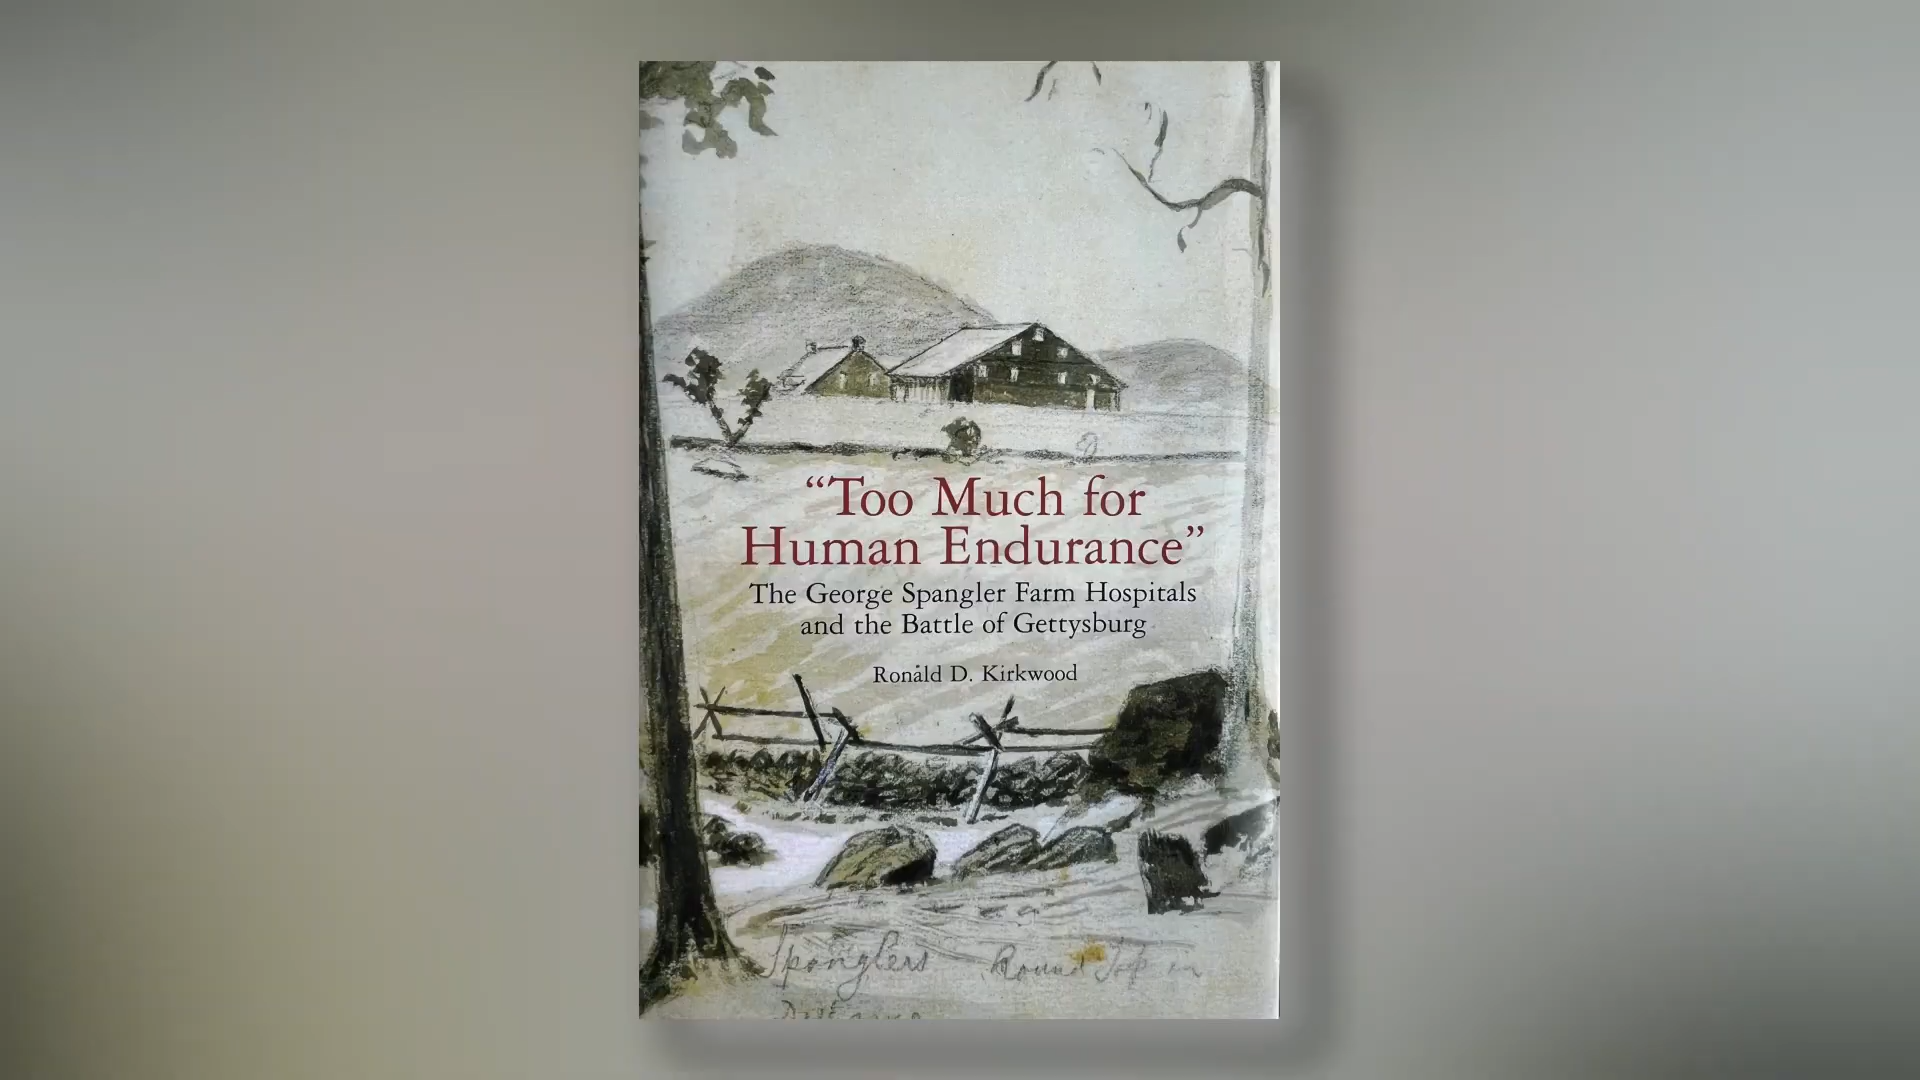 “Too Much for
Human Endurance”
The George Spangler Farm Hospitals
and the Battle of Gettysburg
Ronald D. Kirkwood
Spanglers Round Top in